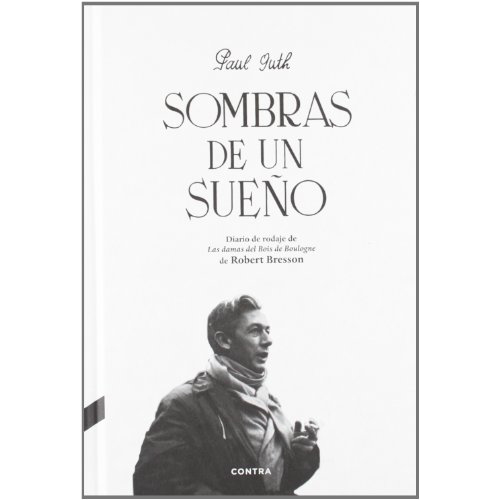 Paul Guth
SOMBRAS
DE UN
SUEÑO
Diario de rodaje de
Las damas del Bois de Boulogne
de Robert Bresson
CONTRA